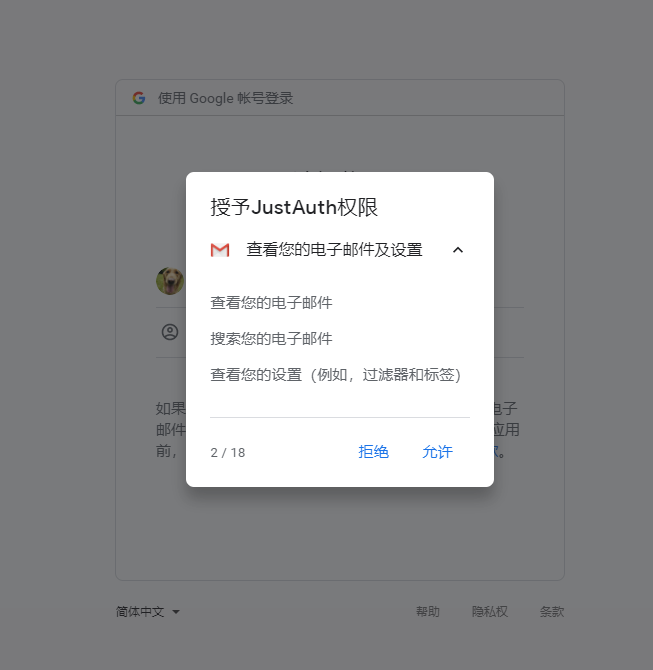 使用 Google 帐号登录
授予JustAuth权限
查看您的电子邮件及设置
查看您的电子邮件
搜索您的电子邮件
查看您的设置（例如，过滤器和标签）
如果
电子
邮件
应用
前，
2 / 18
拒绝
允许
简体中文
帮助
隐私权
条款